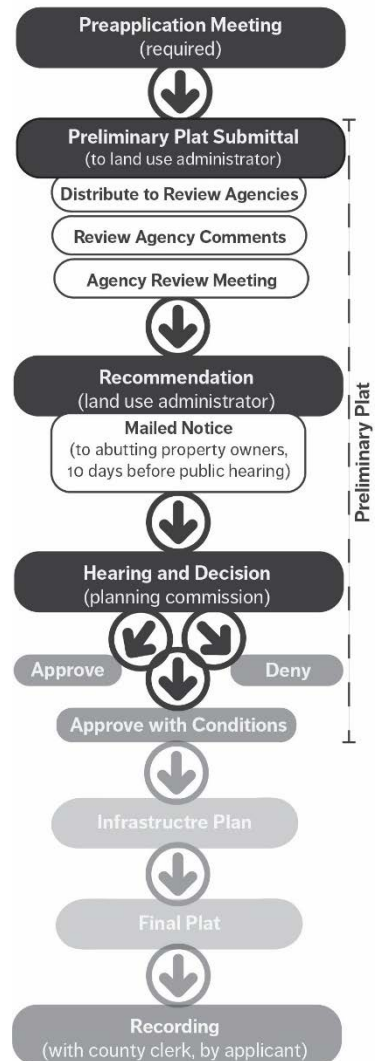 Preapplication Meeting
(required)
Preliminary Plat Submittal
(to land use administrator)
Distribute to Review Agencies
Review Agency Comments
Agency Review Meeting
Recommendation
(land use administrator)
Mailed Notice
(to abutting property owners,
10 days before public hearing)
Hearing and Decision
(planning commission)
Approve
Deny
Approve with Conditions
Preliminary Plat
Infrastructre Plan
Final Plat
Recording
(with county clerk, by applicant)